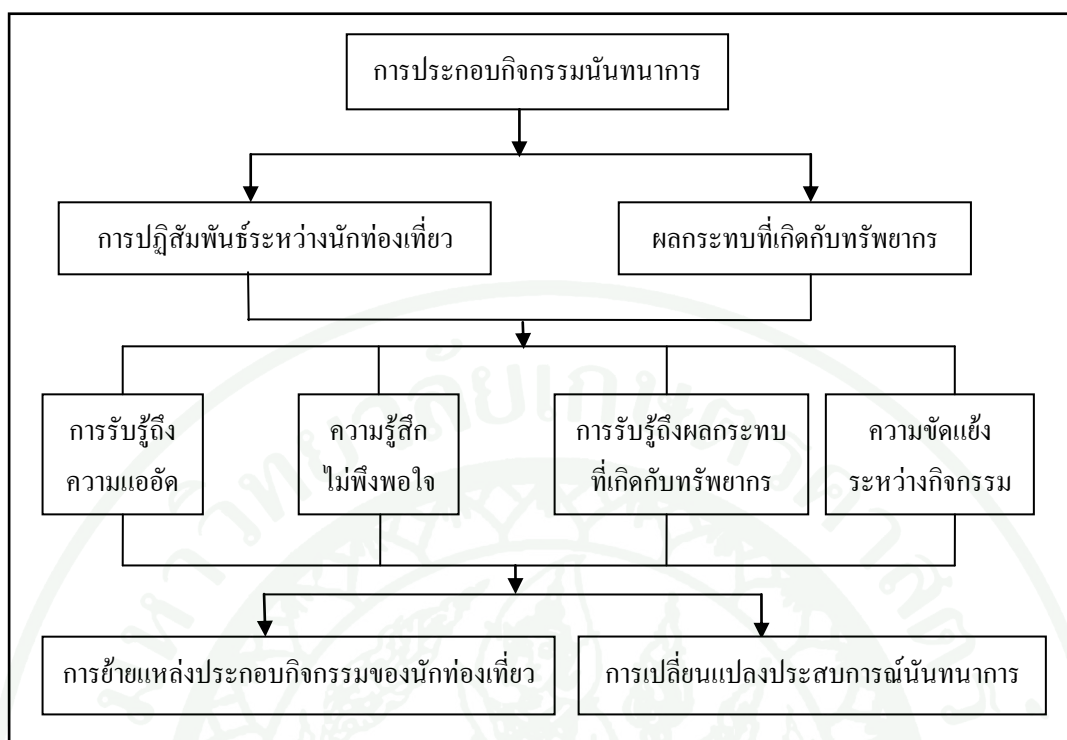 การประกอบกิจกรรมนันทนาการ
การปฏิสัมพันธ์ระหว่างนักท่องเที่ยว
ผลกระทบที่เกิดกับทรัพยากร
การรับรู้ถึง
ความแออัด
ความรู้สึก
ไม่พึงพอใจ
การรับรู้ถึงผลกระทบ
ที่เกิดกับทรัพยากร
ความขัดแย้ง
ระหว่างกิจกรรม
การย้ายแหล่งประกอบกิจกรรมของนักท่องเที่ยว
การเปลี่ยนแปลงประสบการณ์นันทนาการ